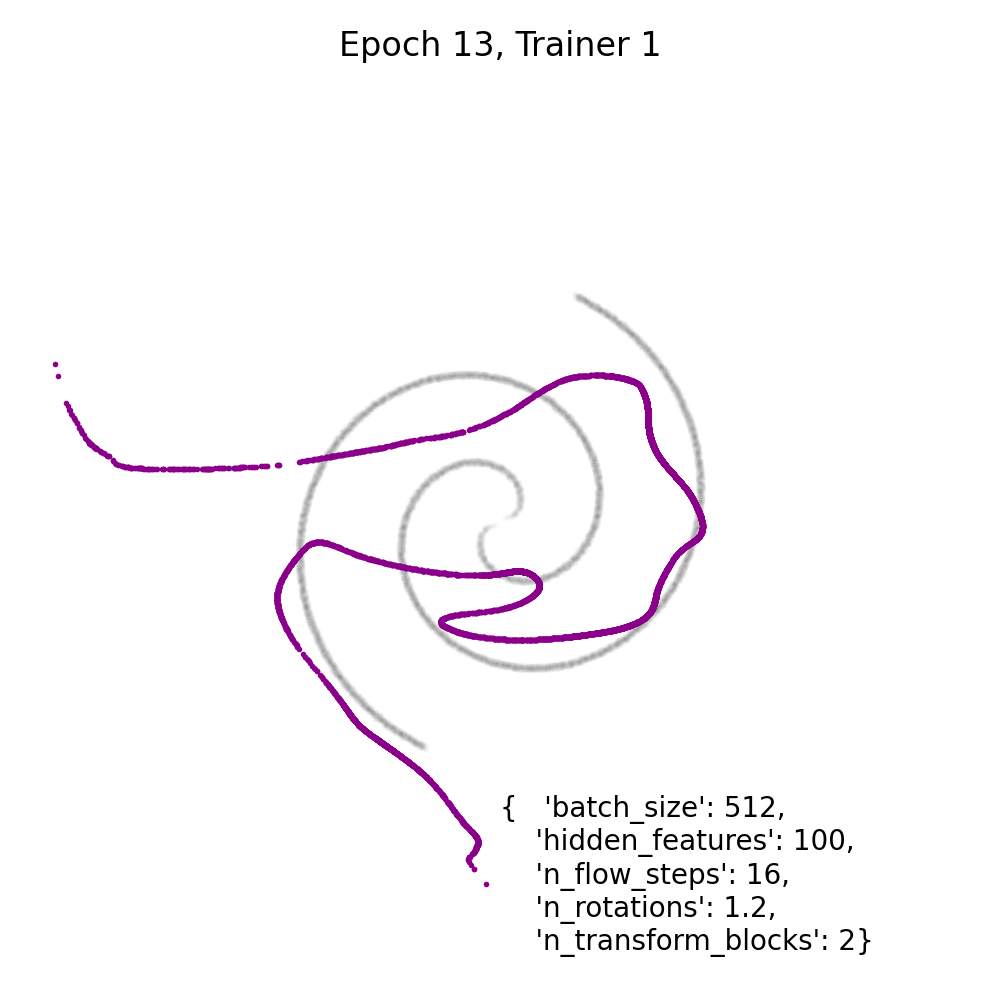 Epoch 13, Trainer 1
{   'batch_size': 512,
'hidden_features': 100,
'n_flow_steps': 16,
'n_rotations': 1.2,
'n_transform_blocks': 2}